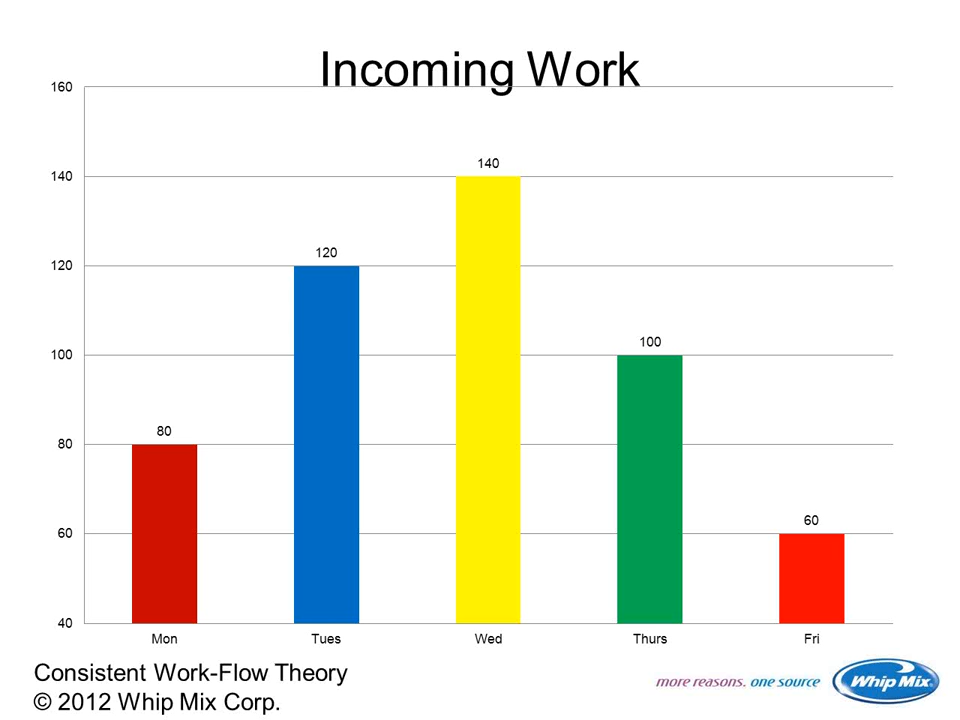 Incoming Work
160
140
140
120
120
100
100
80
80
60
60
40
Mon Tues Wed Thurs Fri
Consistent Work-Flow Theory
© 2012 Whip Mix Corp.
more reasons. one source
Whip Mix®